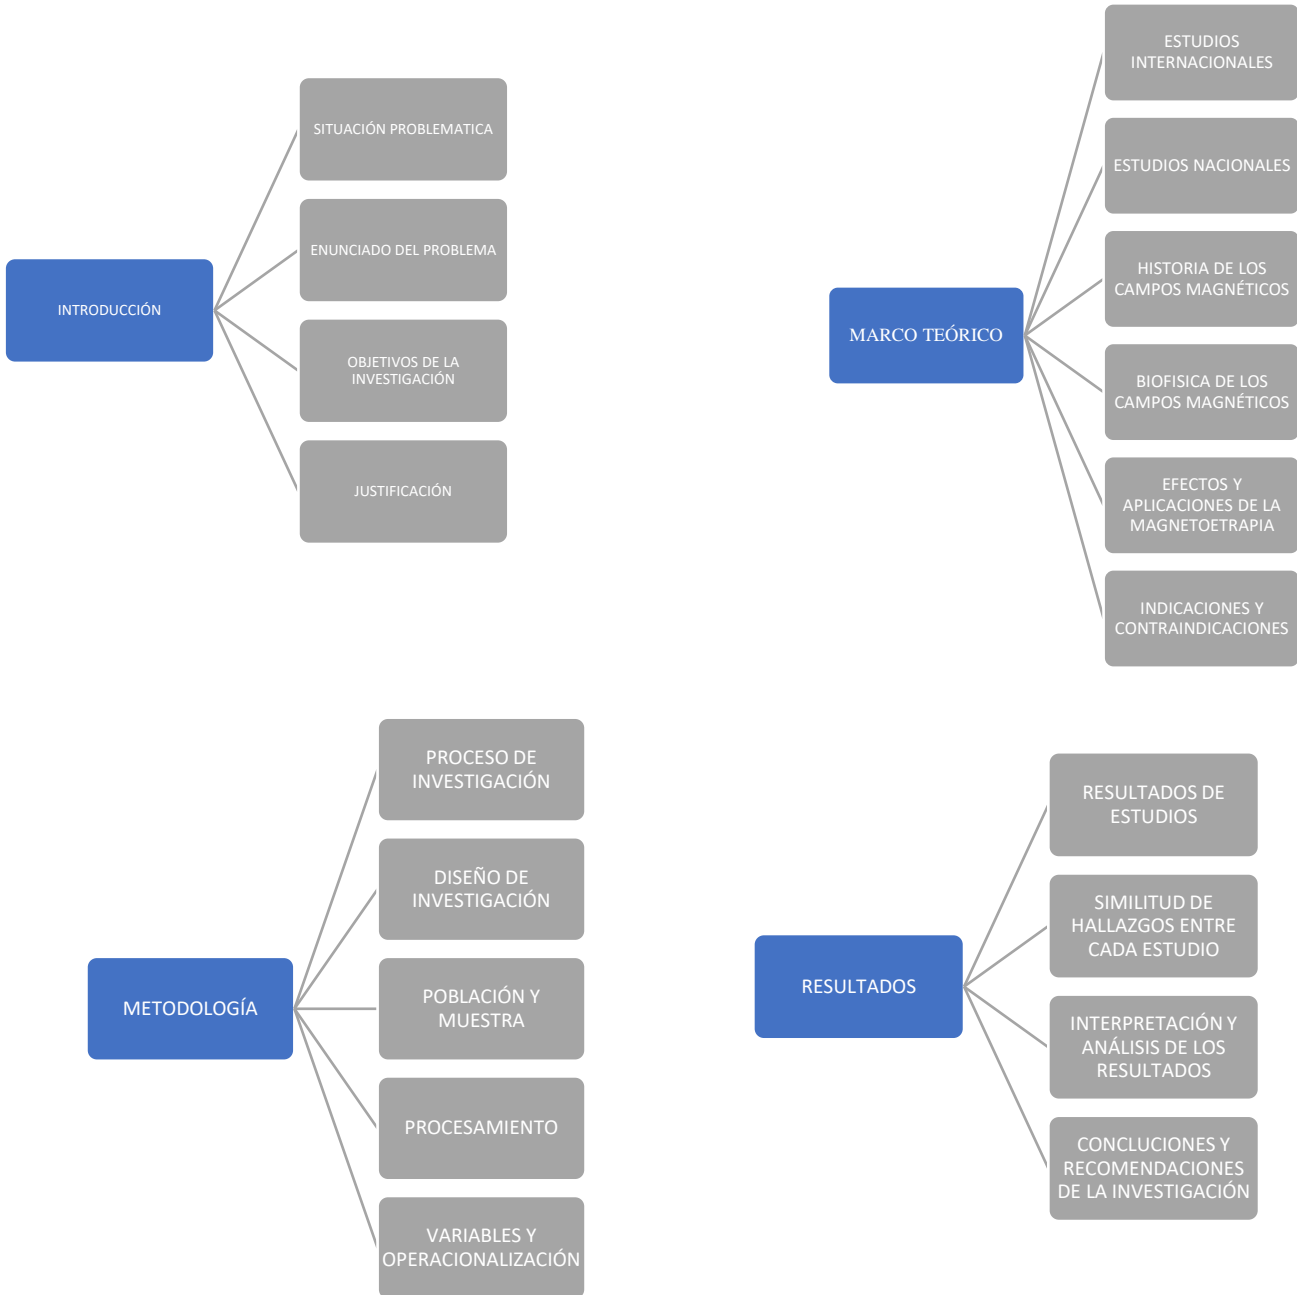 INTRODUCCIÓN
SITUACIÓN PROBLEMATICA
ENUNCIADO DEL PROBLEMA
OBJETIVOS DE LA
INVESTIGACIÓN
JUSTIFICACIÓN
MARCO TEÓRICO
ESTUDIOS
INTERNACIONALES
ESTUDIOS NACIONALES
HISTORIA DE LOS
CAMPOS MAGNÉTICOS
BIOFISICA DE LOS
CAMPOS MAGNÉTICOS
EFECTOS Y
APLICACIONES DE LA
MAGNETOETRAPIA
INDICACIONES Y
CONTRAINDICACIONES
METODOLOGÍA
PROCESO DE
INVESTIGACIÓN
DISEÑO DE
INVESTIGACIÓN
POBLACIÓN Y
MUESTRA
PROCESAMIENTO
VARIABLES Y
OPERACIONALIZACIÓN
RESULTADOS
RESULTADOS DE
ESTUDIOS
SIMILITUD DE
HALLAZGOS ENTRE
CADA ESTUDIO
INTERPRETACIÓN Y
ANÁLISIS DE LOS
RESULTADOS
CONCLUCIONES Y
RECOMENDACIONES
DE LA INVESTIGACIÓN